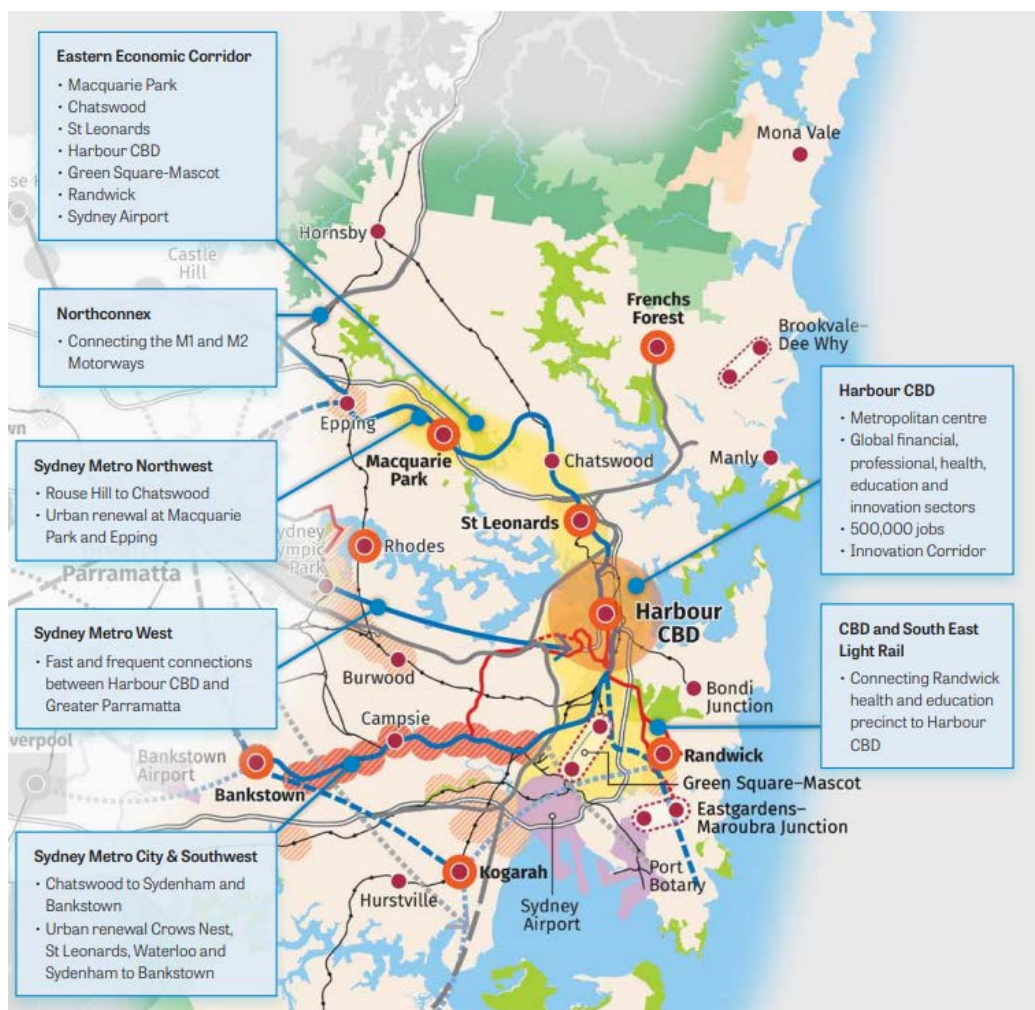 Eastern Economic Corridor
· Macquarie Park
· Chatswood
· St Leonards
· Harbour CBD
· Green Square-Mascot
· Randwick
· Sydney Airport
Northconnex
· Connecting the M1 and M2
Motorways
Sydney Metro Northwest
· Rouse Hill to Chatswood
· Urban renewal at Macquarie
Park and Epping
Sydney Metro West
· Fast and frequent connections
between Harbour CBD and
Greater Parramatta
Sydney Metro City & Southwest
· Chatswood to Sydenham and
Bankstown
· Urban renewal Crows Nest,
St Leonards, Waterloo and
Sydenham to Bankstown
Harbour CBD
· Metropolitan centre
· Global financial,
professional, health,
education and
innovation sectors
· 500,000 jobs
· Innovation Corridor
CBD and South East
Light Rail
· Connecting Randwick
health and education
precinct to Harbour
CBD
Mona Vale
Hornsby
Castle
Hill
Frenchs
Forest
Brookvale–
Dee Why
Epping
Macquarie
Park
Chatswood
Manly
St Leonards
Rhodes
Park
Parramatta
Harbour
CBD
Burwood
Bondi
Junction
Campsie
Bankstown
Airport
Bankstown
Randwick
Green Square–Mascot
Eastgardens–
Maroubra Junction
Kogarah
Hurstville
Sydney
Airport
Port
Botany